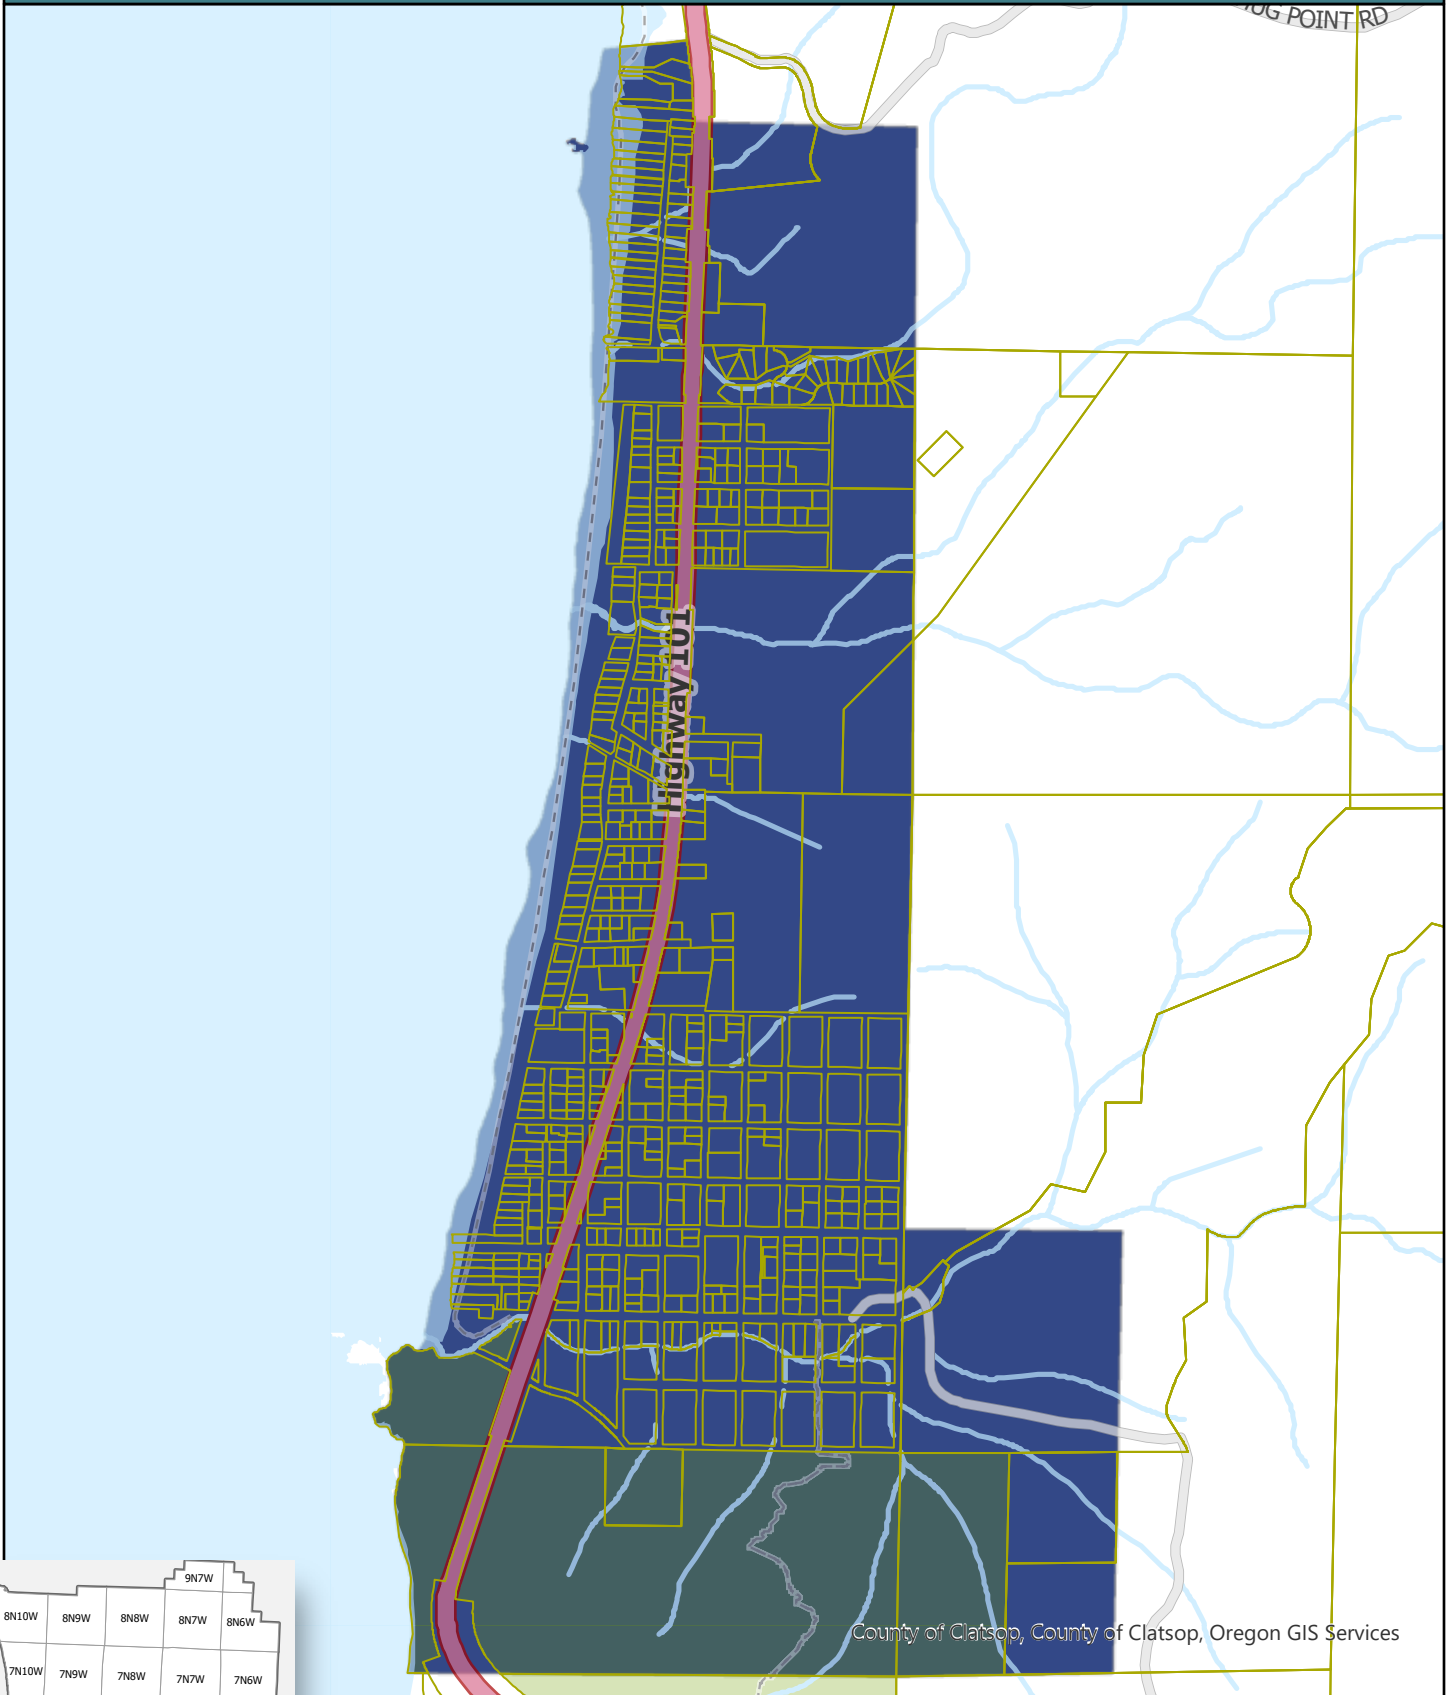 POINT RD
Highway 101
County of Clatsop, County of Clatsop, Oregon GIS Services
9N7W
8N10W 8N9W 8N8W 8N7W 8N6W
7N10W 7N9W 7N8W 7N7W 7N6W